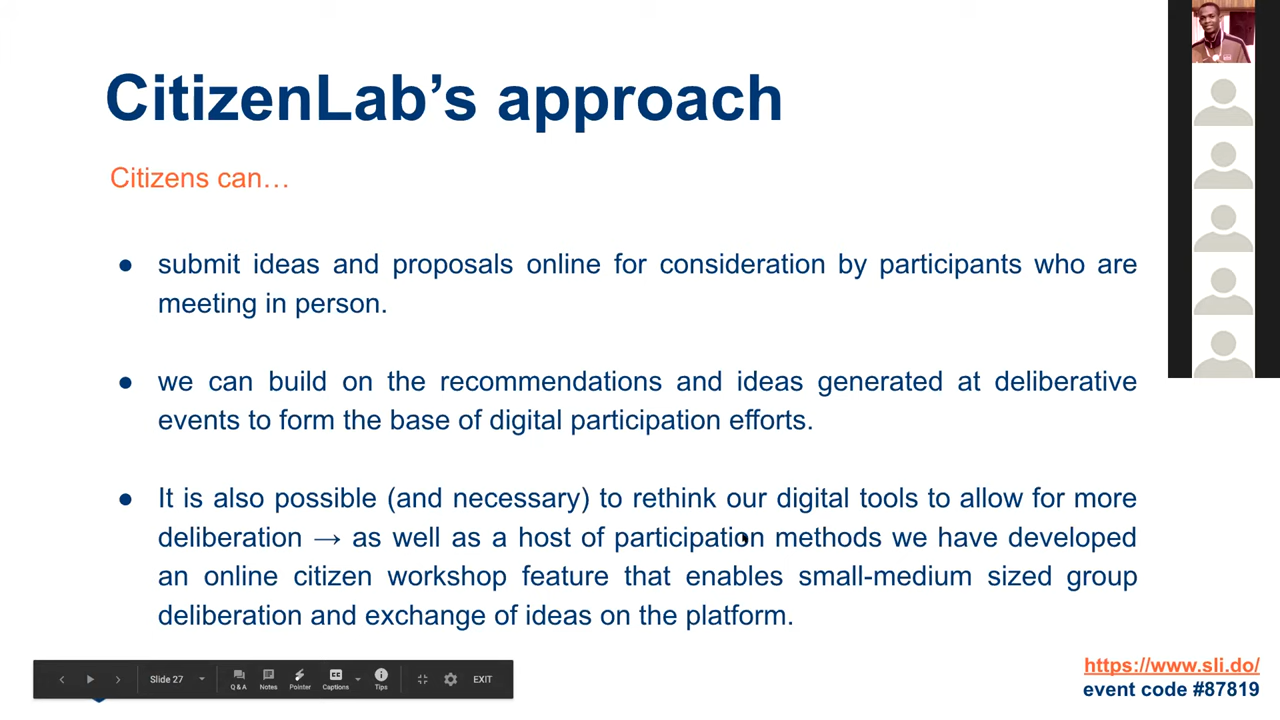 CitizenLab’s approach
Citizens can…
● submit ideas and proposals online for consideration by participants who are
meeting in person.
● we can build on the recommendations and ideas generated at deliberative
events to form the base of digital participation efforts.
● It is also possible (and necessary) to rethink our digital tools to allow for more
deliberation → as well as a host of participation methods we have developed
an online citizen workshop feature that enables small-medium sized group
deliberation and exchange of ideas on the platform.
Slide 27
Q & A
Notes
Pointer
CC
Captions
Tips
EXIT
https://www.sli.do/
event code #87819